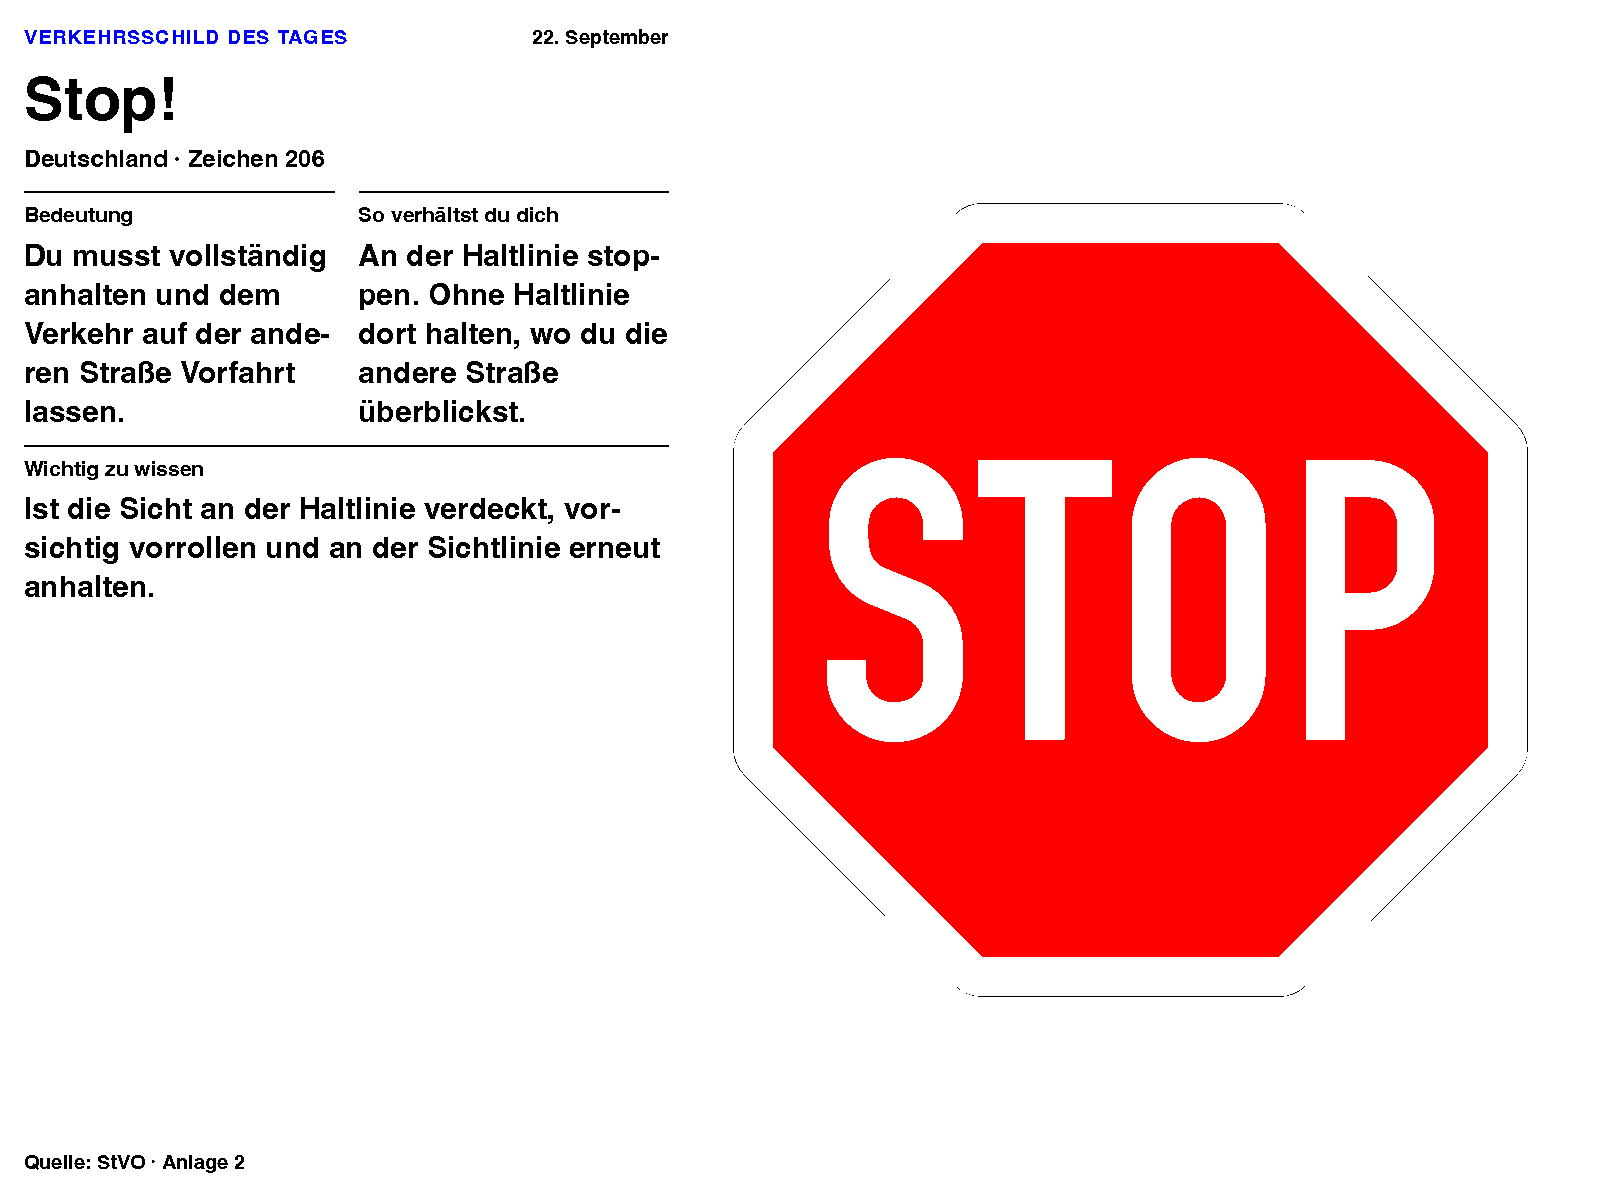 VERKEHRSSCHILD DES TAGES
22. September
Stop!
Deutschland · Zeichen 206
Bedeutung
Du musst vollständig
anhalten und dem
Verkehr auf der ande-
ren Straße Vorfahrt
lassen.
So verhältst du dich
An der Haltlinie stop-
pen. Ohne Haltlinie
dort halten, wo du die
andere Straße
überblickst.
Wichtig zu wissen
Ist die Sicht an der Haltlinie verdeckt, vor-
sichtig vorrollen und an der Sichtlinie erneut
anhalten.
STOP
Quelle: StVO · Anlage 2